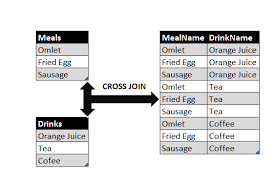 Meals
Omlet
Fried Egg
Sausage
CROSS JOIN
Drinks
Orange Juice
Tea
Cofee
MealName DrinkName
Omlet Orange Juice
Fried Egg Orange Juice
Sausage Orange Juice
Omlet Tea
Fried Egg Tea
Sausage Tea
Omlet Coffee
Fried Egg Coffee
Sausage Coffee